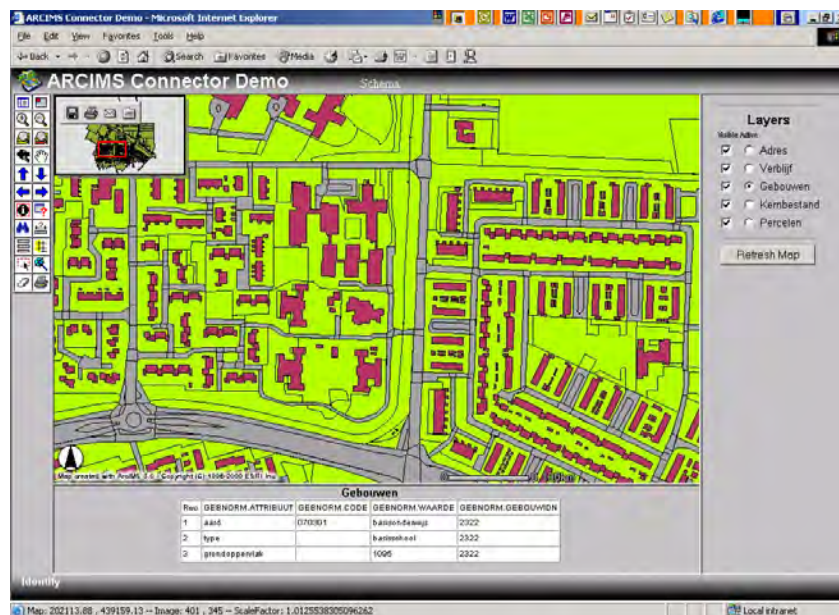 ARCIMS Connector Demo - Microsoft Internet Explorer
File Edit View Favorites Tools Help
Back Search Favorites Media
ARCIMS Connector Demo
Schema
Layers
Visible Active
Adres
Verblijf
Gebouwen
Kernbestand
Percelen
Refresh Map
Map created with ArcIMS Copyright (C) 1996-2000 ESRI Inc.
Gebouwen
Rec GEBNORM.ATTRIBUUT GEBNORM.CODE GEBNORM.WAARDE GEBNORM.GEBOUWIDN
1 aard 070301 basisonderwijs 2322
2 type basisschool 2322
3 grondoppervlak 1095 2322
Identify
Map: 202113.88 , 439159.13 -- Image: 401 , 345 -- ScaleFactor: 1.0125538305096262
Local intranet